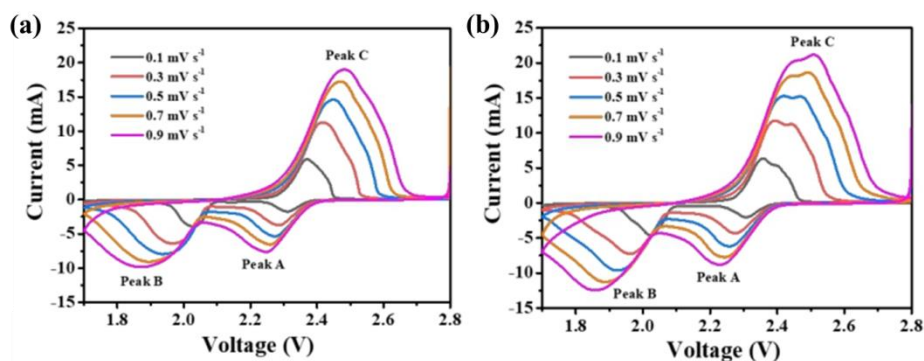 (a)
25
20
15
10
5
0
-5
-10
-15
Current (mA)
0.1 mV s⁻¹
0.3 mV s⁻¹
0.5 mV s⁻¹
0.7 mV s⁻¹
0.9 mV s⁻¹
Peak C
Peak B
Peak A
1.8 2.0 2.2 2.4 2.6 2.8
Voltage (V)
(b)
25
20
15
10
5
0
-5
-10
-15
Current (mA)
0.1 mV s⁻¹
0.3 mV s⁻¹
0.5 mV s⁻¹
0.7 mV s⁻¹
0.9 mV s⁻¹
Peak C
Peak B
Peak A
1.8 2.0 2.2 2.4 2.6 2.8
Voltage (V)